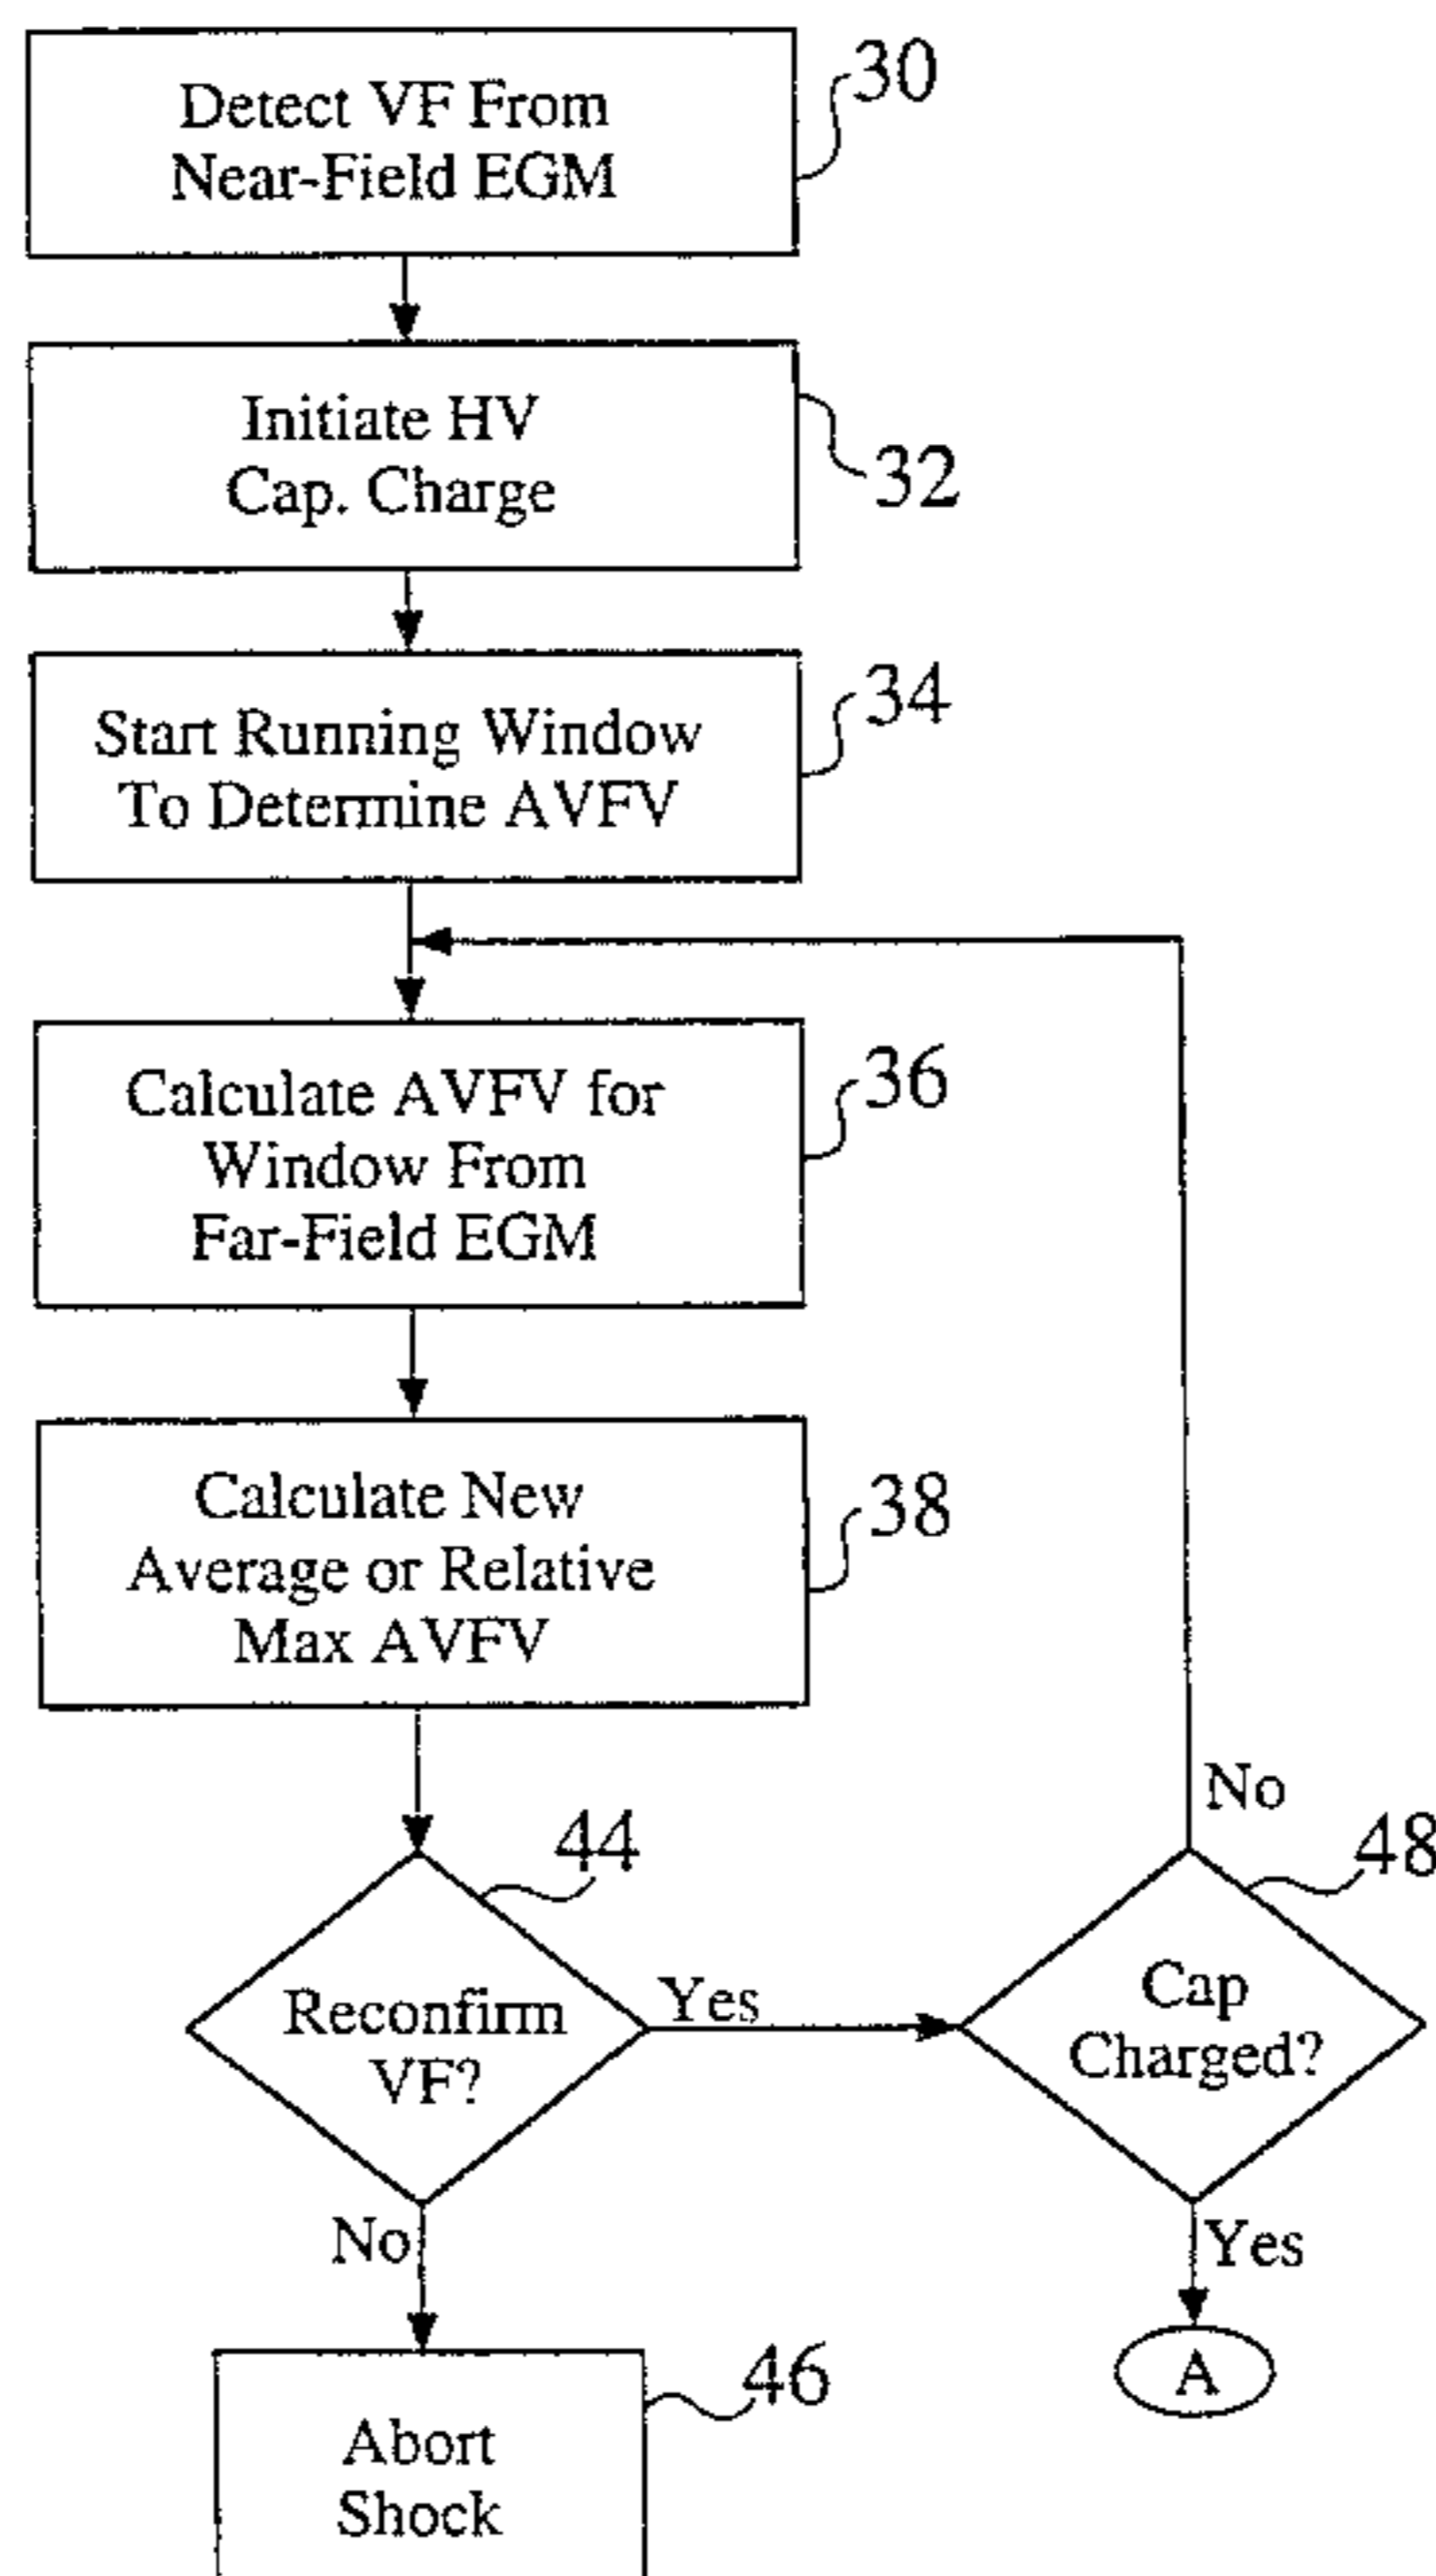 Detect VF From
Near-Field EGM
30
Initiate HV
Cap. Charge
32
Start Running Window
To Determine AVFV
34
Calculate AVFV for
Window From
Far-Field EGM
36
Calculate New
Average or Relative
Max AVFV
38
No
44
48
Reconfirm
VF?
Yes
Cap
Charged?
No
Yes
A
46
Abort
Shock